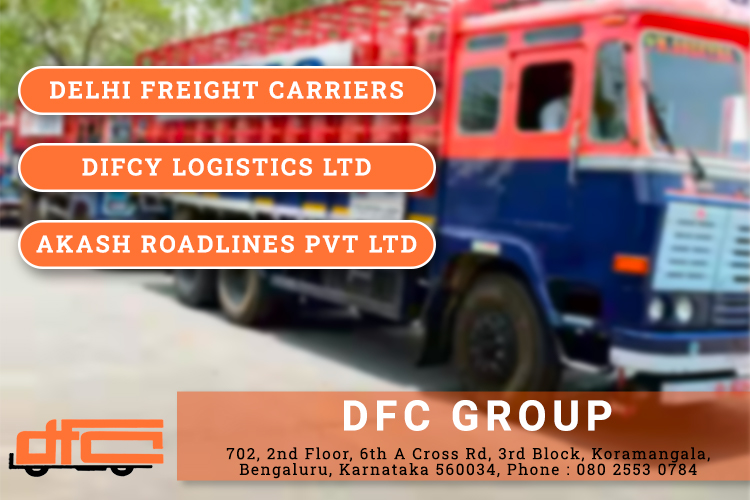 DELHI FREIGHT CARRIERS
DIFCY LOGISTICS LTD
AKASH ROADLINES PVT LTD
dfc
DFC GROUP
702, 2nd Floor, 6th A Cross Rd, 3rd Block, Koramangala,
Bengaluru, Karnataka 560034, Phone : 080 2553 0784